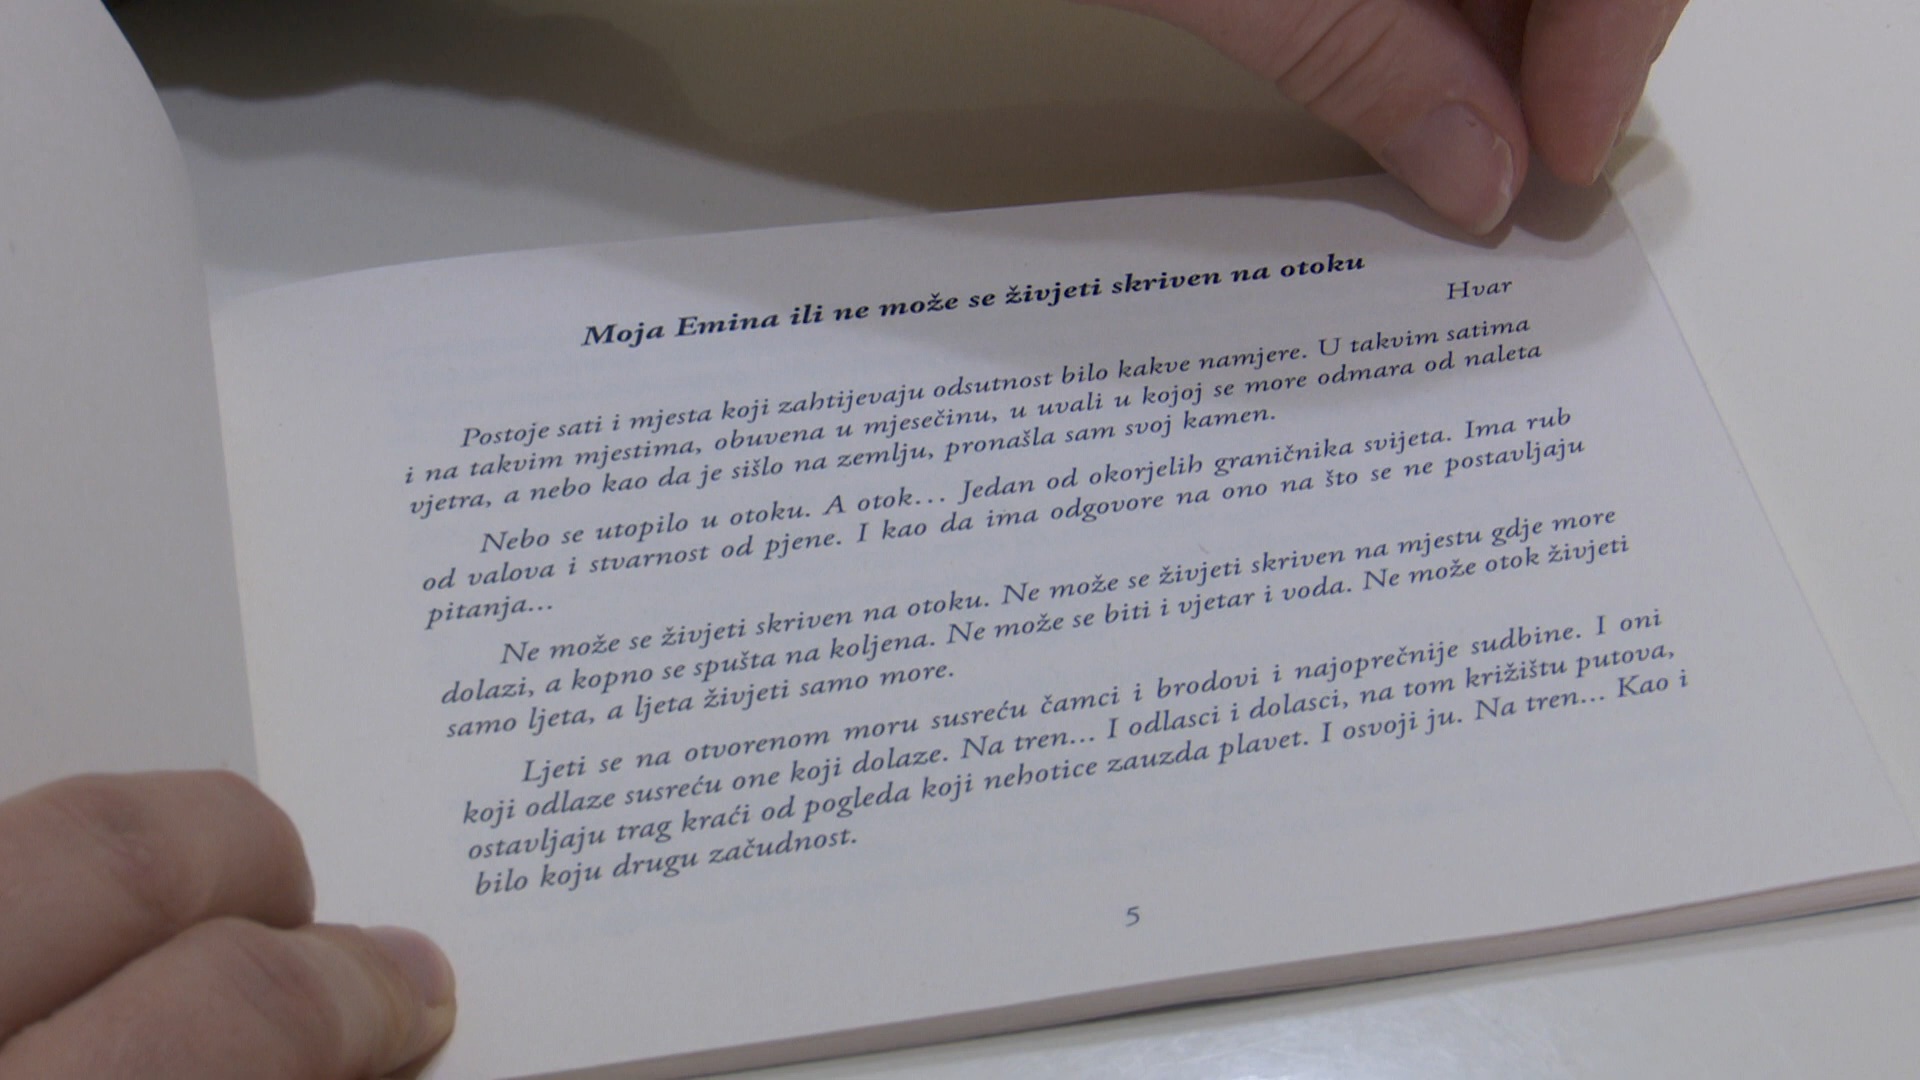 Moja Emina ili ne može se živjeti skriven na otoku
Hvar
Postoje sati i mjesta koji zahtijevaju odsutnost bilo kakve namjere. U takvim satima
i na takvim mjestima, obuvena u mjesečinu, u uvali u kojoj se more odmara od naleta
vjetra, a nebo kao da je sišlo na zemlju, pronašla sam svoj kamen.
Nebo se utopilo u otoku. A otok... Jedan od okorjelih graničnika svijeta. Ima rub
od valova i stvarnost od pjene. I kao da ima odgovore na ono na što se ne postavljaju
pitanja...
Ne može se živjeti skriven na otoku. Ne može se živjeti skriven na mjestu gdje more
dolazi, a kopno se spušta na koljena. Ne može se biti i vjetar i voda. Ne može otok živjeti
samo ljeta, a ljeta živjeti samo more.
Ljeti se na otvorenom moru susreću čamci i brodovi i najoprečnije sudbine. I oni
koji odlaze susreću one koji dolaze. Na tren... I odlasci i dolasci, na tom križištu putova,
ostavljaju trag kraći od pogleda koji nehotice zauzda plavet. I osvoji ju. Na tren... Kao i
bilo koju drugu začudnost.
5